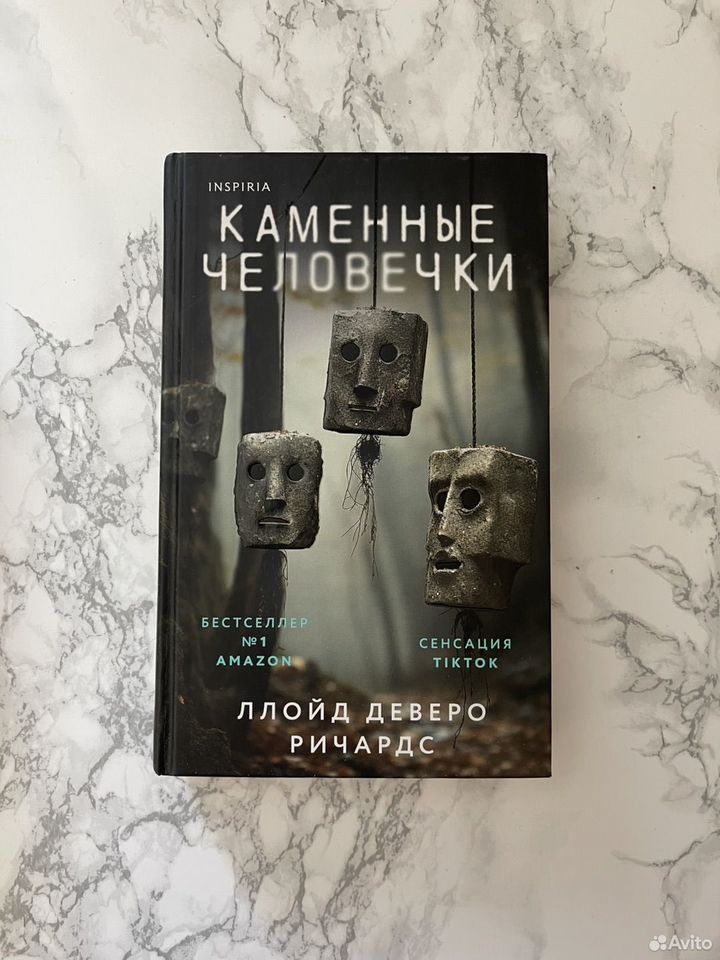 INSPIRIA
КАМЕННЫЕ
ЧЕЛОВЕЧКИ
БЕСТСЕЛЛЕР
№1
AMAZON
СЕНСАЦИЯ
TIKTOK
ЛЛОЙД ДЕВЕРО
РИЧАРДС
Avito